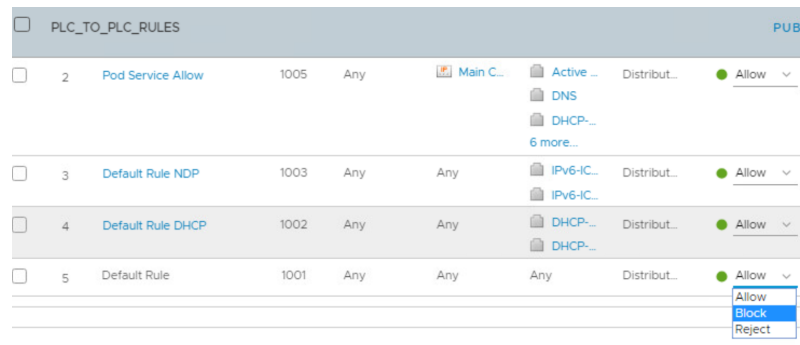 PLC_TO_PLC_RULES PUB
2 Pod Service Allow 1005 Any Main C... Active ... Distribut... Allow
DNS
DHCP-...
6 more...
3 Default Rule NDP 1003 Any Any IPv6-IC... Distribut... Allow
IPv6-IC...
4 Default Rule DHCP 1002 Any Any DHCP-... Distribut... Allow
DHCP-...
5 Default Rule 1001 Any Any Any Distribut... Allow
Allow
Block
Reject